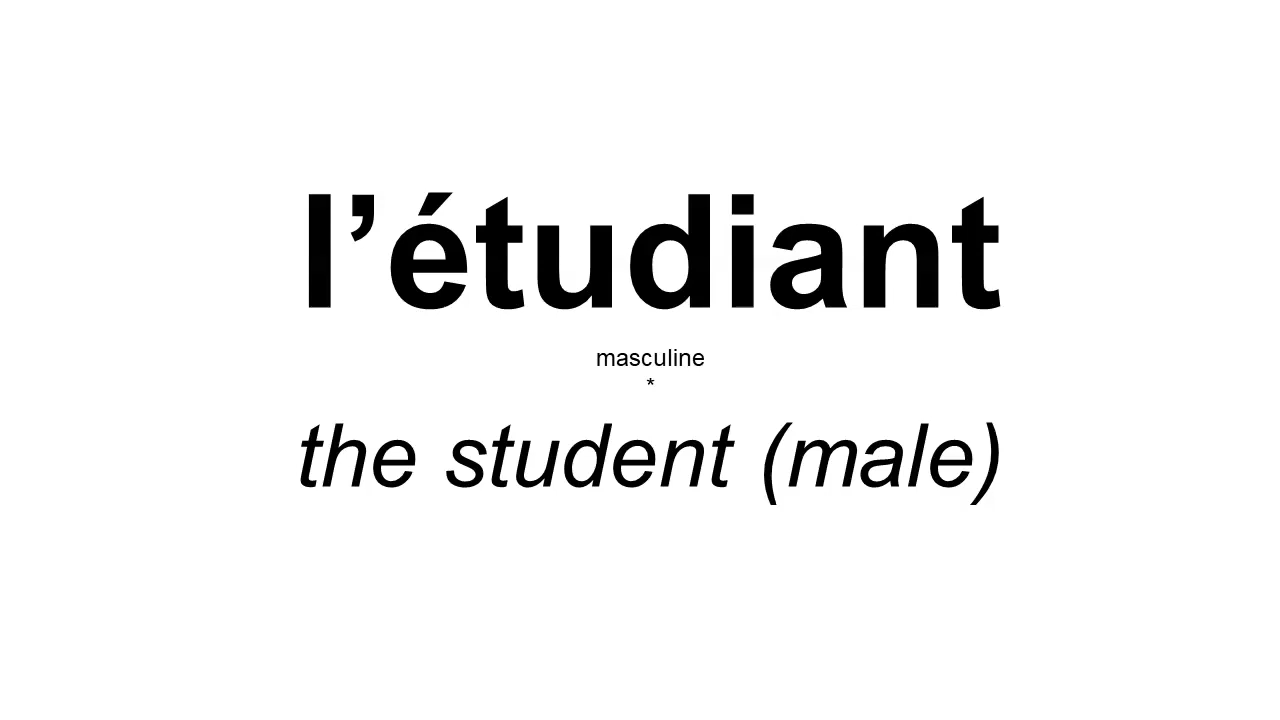 l’étudiant
masculine
*
the student (male)